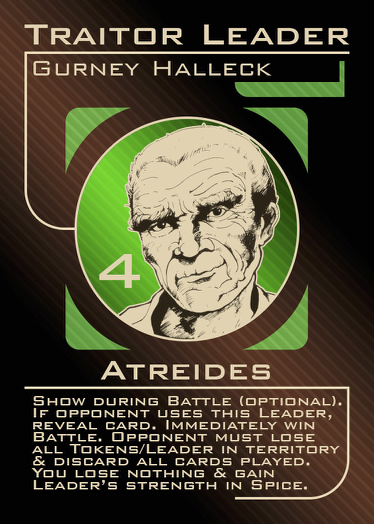 Traitor Leader
Gurney Halleck
4
Atreides
Show during Battle (optional).
If opponent uses this Leader,
reveal card. Immediately win
Battle. Opponent must lose
all Tokens/Leader in territory
& discard all cards played.
You lose nothing & gain
Leader's strength in Spice.